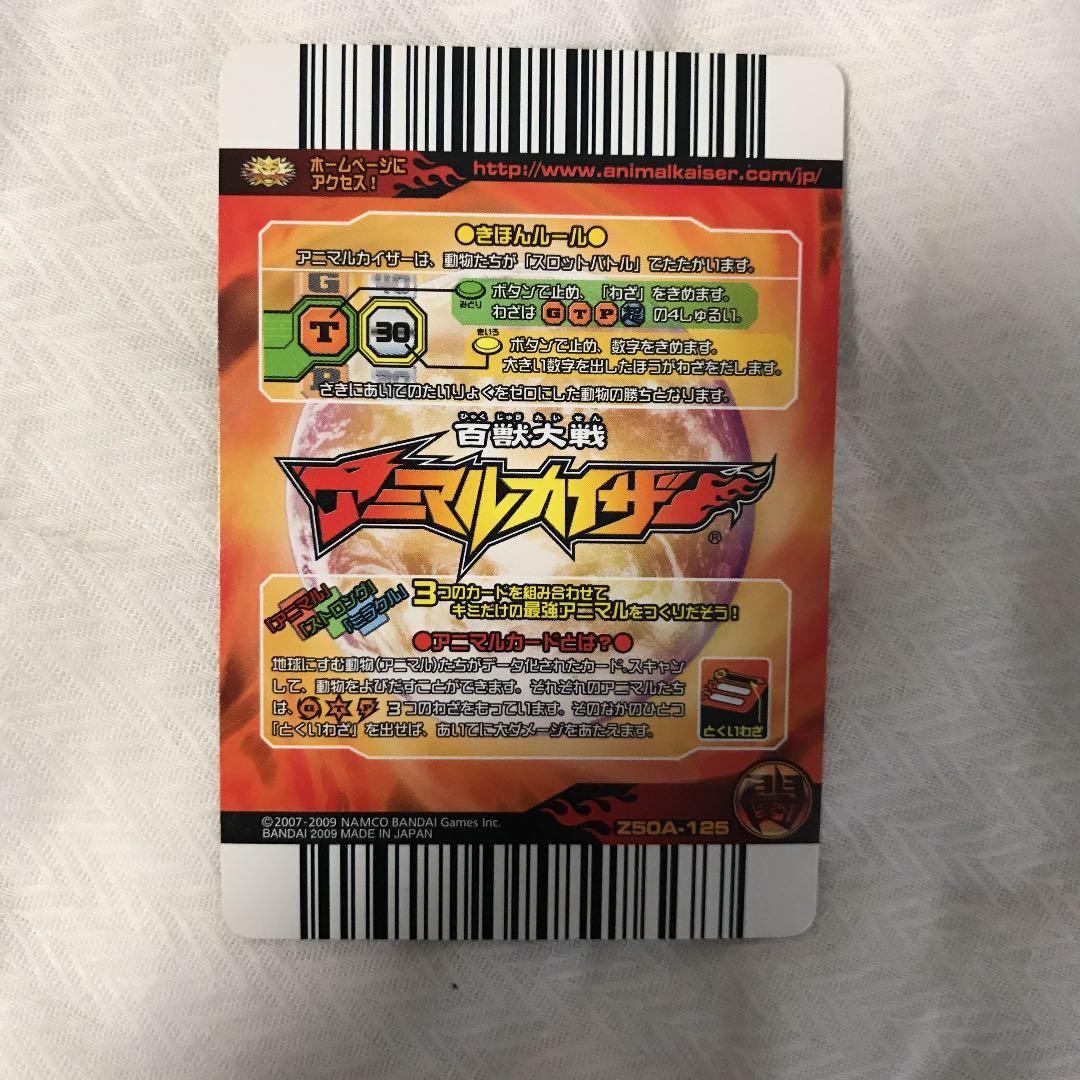 ホームページに
アクセス!
http://www.animalkaiser.com/jp/
●きほんルール●
アニマルカイザーは、動物たちが「スロットバトル」でたたかいます。
G 40
T 30
みどり
ボタンで止め、「わざ」をきめます。
わざは G T P 超 の4しゅるい。
きいろ
ボタンで止め、数字をきめます。
大きい数字を出したほうがわざをだします。
さきにあいてのたいりょくをゼロにした動物の勝ちとなります。
ひゃくじゅうたいせん
百獣大戦
アニマルカイザー
®
「アニマル」
「ストロング」
「ミラクル」
3つのカードを組み合わせて
キミだけの最強アニマルをつくりだそう!
●アニマルカードとは?●
地球にすむ動物(アニマル)たちがデータ化されたカード。スキャン
して、動物をよびだすことができます。それぞれのアニマルたち
は、G T P 3つのわざをもっています。そのなかのひとつ
「とくいわざ」を出せば、あいてに大ダメージをあたえます。
とくいわざ
©2007-2009 NAMCO BANDAI Games Inc.
BANDAI 2009 MADE IN JAPAN
Z50A-125